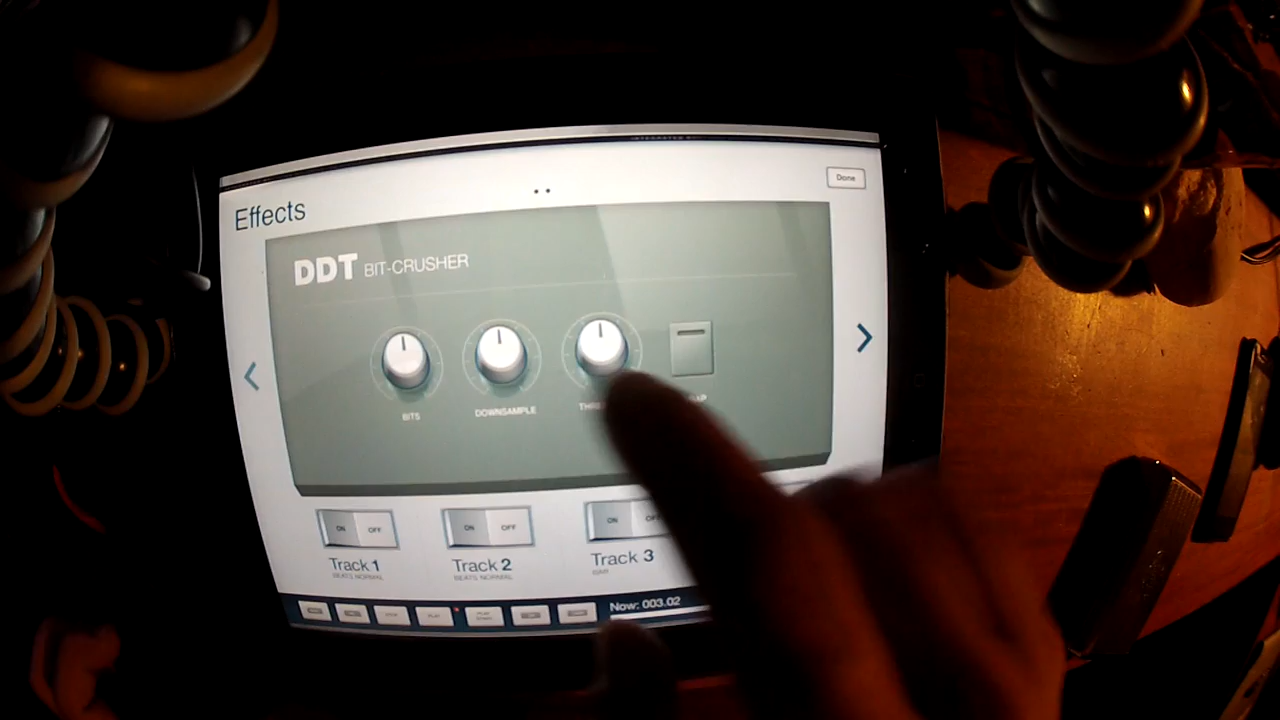 Done
Effects
DDT BIT-CRUSHER
BITS
DOWNSAMPLE
ON OFF
ON OFF
ON
Track 1
BEATS NORMAL
Track 2
BEATS NORMAL
Track 3
Now: 003.02